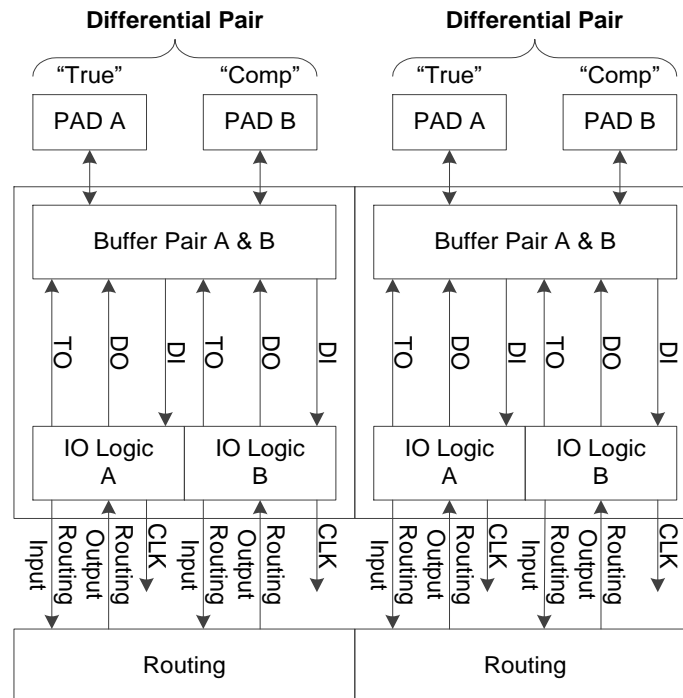 Differential Pair
Differential Pair
“True”
“Comp”
“True”
“Comp”
PAD A
PAD B
PAD A
PAD B
Buffer Pair A & B
Buffer Pair A & B
TO
DO
DI
TO
DO
DI
TO
DO
DI
TO
DO
DI
IO Logic
A
IO Logic
B
IO Logic
A
IO Logic
B
Routing
Input
Routing
Output
CLK
Routing
Input
Routing
Output
CLK
Routing
Input
Routing
Output
CLK
Routing
Input
Routing
Output
CLK
Routing
Routing